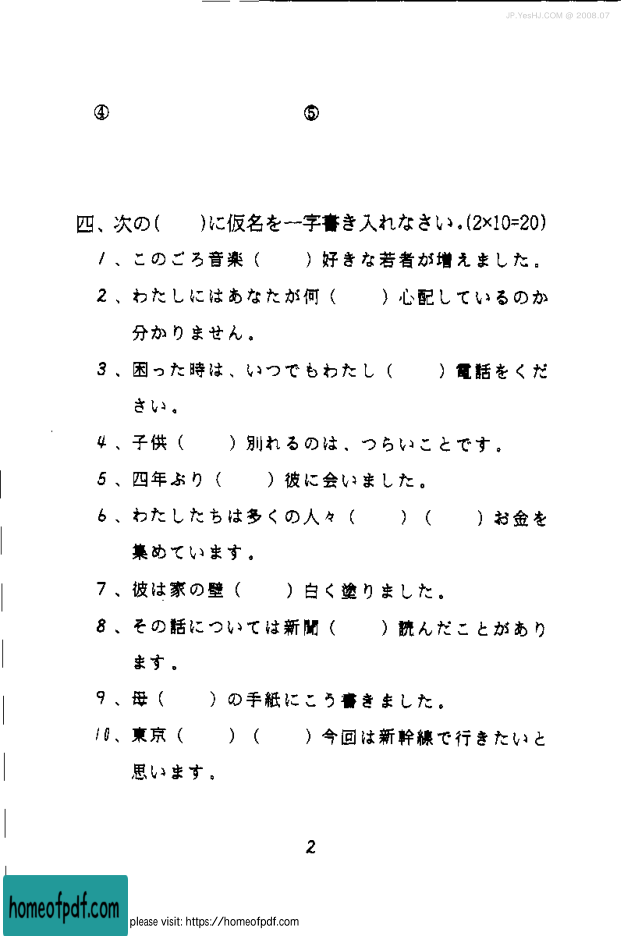 JP.YesHJ.COM @ 2008.07
④ ⑤
四、次の( )に仮名を一字書き入れなさい.(2×10=20)
1、このごろ音楽( )好きな若者が増えました。
2、わたしにはあなたが何( )心配しているのか
分かりません。
3、困った時は、いつでもわたし( )電話をくだ
さい。
4、子供( )別れるのは、つらいことです。
5、四年ぶり( )彼に会いました。
6、わたしたちは多くの人々( )( )お金を
集めています。
7、彼は家の壁( )白く塗りました。
8、その話については新聞( )読んだことがあり
ます。
9、母( )の手紙にこう書きました。
10、東京( )( )今回は新幹線で行きたいと
思います。
2
homeofpdf.com
please visit: https://homeofpdf.com